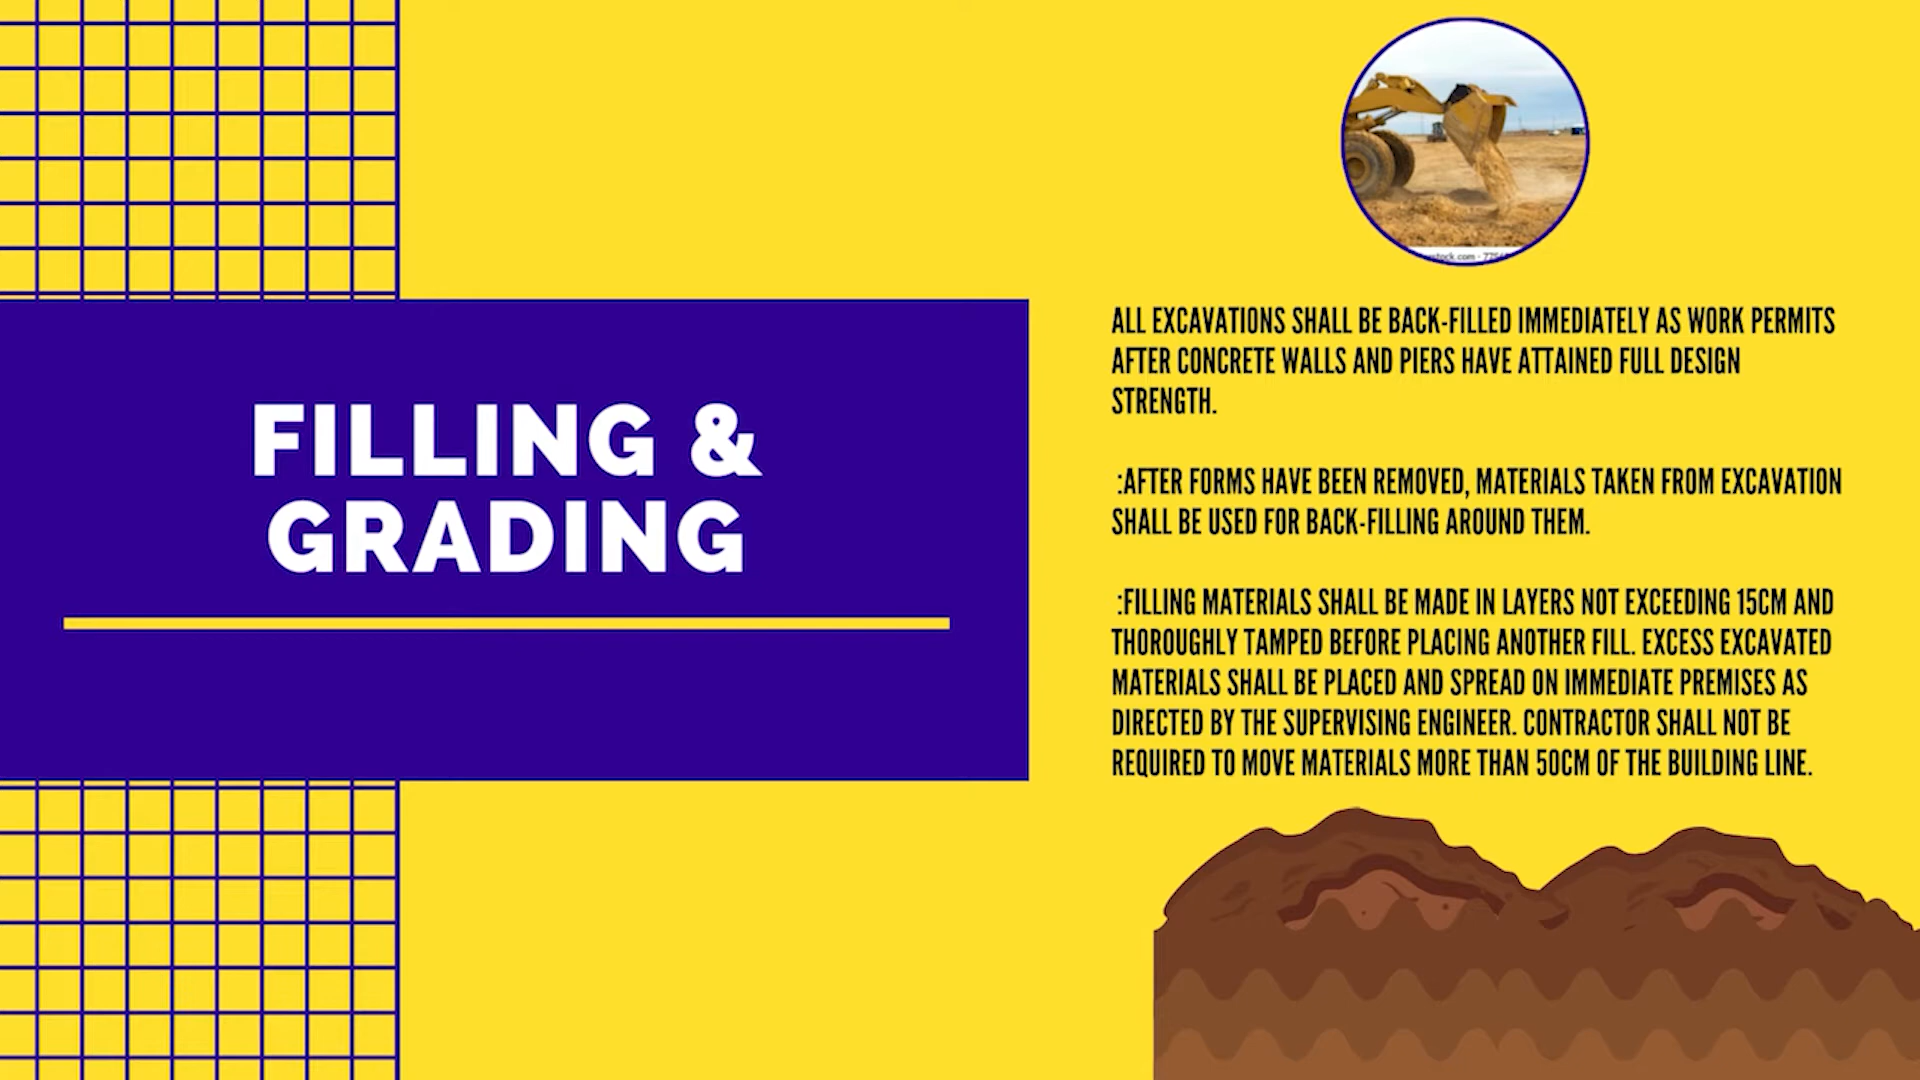 FILLING &
GRADING
ALL EXCAVATIONS SHALL BE BACK-FILLED IMMEDIATELY AS WORK PERMITS
AFTER CONCRETE WALLS AND PIERS HAVE ATTAINED FULL DESIGN
STRENGTH.
:AFTER FORMS HAVE BEEN REMOVED, MATERIALS TAKEN FROM EXCAVATION
SHALL BE USED FOR BACK-FILLING AROUND THEM.
:FILLING MATERIALS SHALL BE MADE IN LAYERS NOT EXCEEDING 15CM AND
THOROUGHLY TAMPED BEFORE PLACING ANOTHER FILL. EXCESS EXCAVATED
MATERIALS SHALL BE PLACED AND SPREAD ON IMMEDIATE PREMISES AS
DIRECTED BY THE SUPERVISING ENGINEER. CONTRACTOR SHALL NOT BE
REQUIRED TO MOVE MATERIALS MORE THAN 50CM OF THE BUILDING LINE.